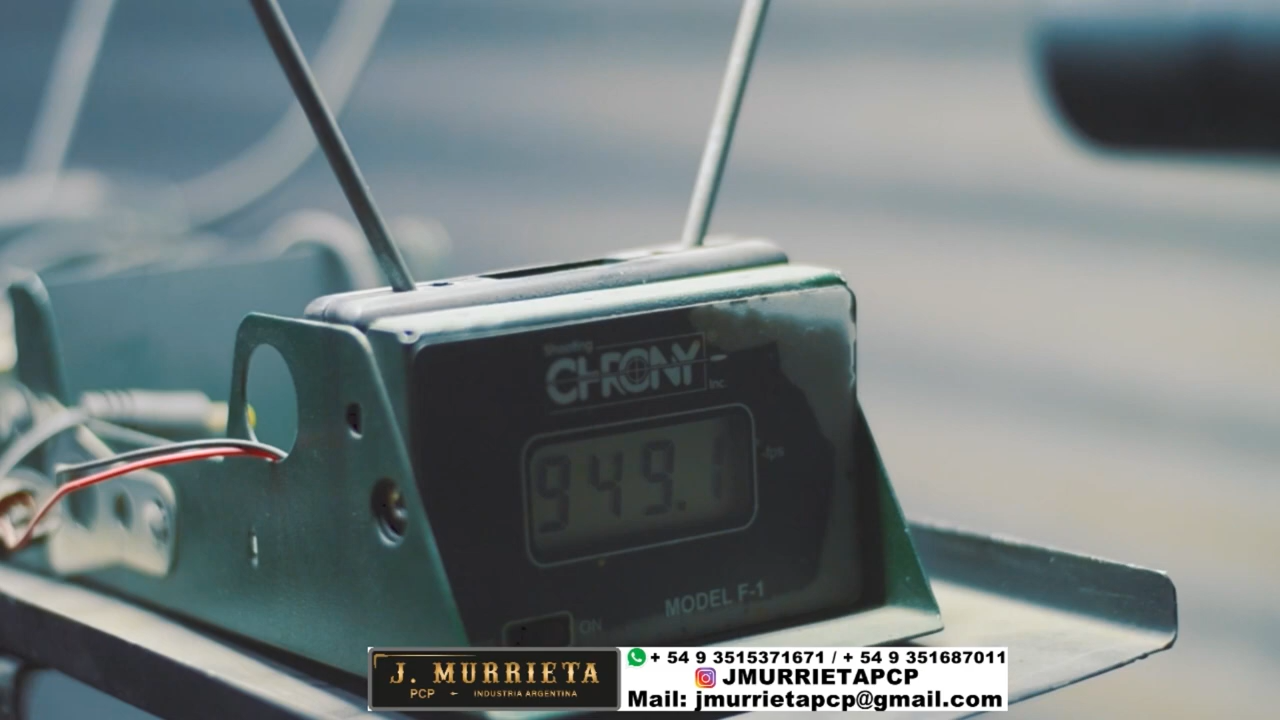 Shooting
CHRONY
Inc.
949.1
fps
MODEL F-1
ON
J. MURRIETA
PCP INDUSTRIA ARGENTINA
+ 54 9 3515371671 / + 54 9 351687011
JMURRIETAPCP
Mail: jmurrietapcp@gmail.com